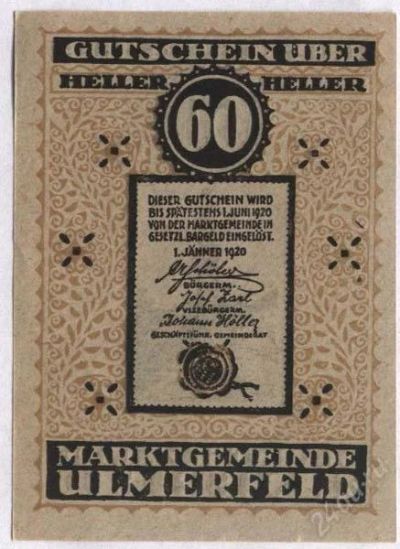 GUTSCHEIN ÜBER
HELLER 60 HELLER
DIESER GUTSCHEIN WIRD
BIS SPÄTESTENS 1. JUNI 1920
VON DER MARKTGEMEINDE IN
GESETZL. BARGELD EINGELÖST.
1. JÄNNER 1920
BÜRGERM.
Josef Zarl
VIZEBÜRGERM.
Johann Höller
GESCHÄFTSFÜHR. GEMEINDERAT
MARKTGEMEINDE
ULMERFELD